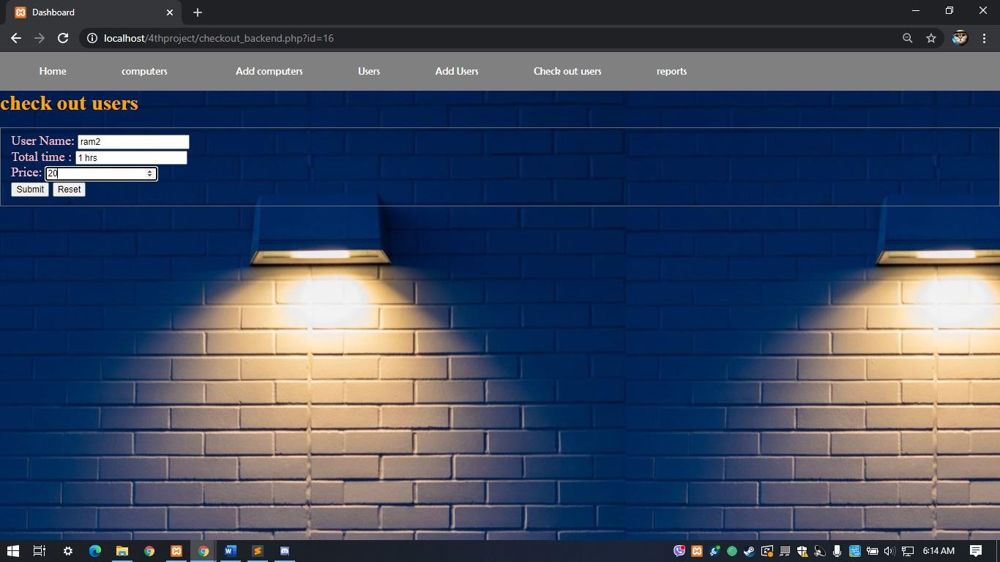 Dashboard
localhost/4thproject/checkout_backend.php?id=16
Home computers Add computers Users Add Users Check out users reports
check out users
User Name: ram2
Total time : 1 hrs
Price: 20
Submit Reset
6:14 AM